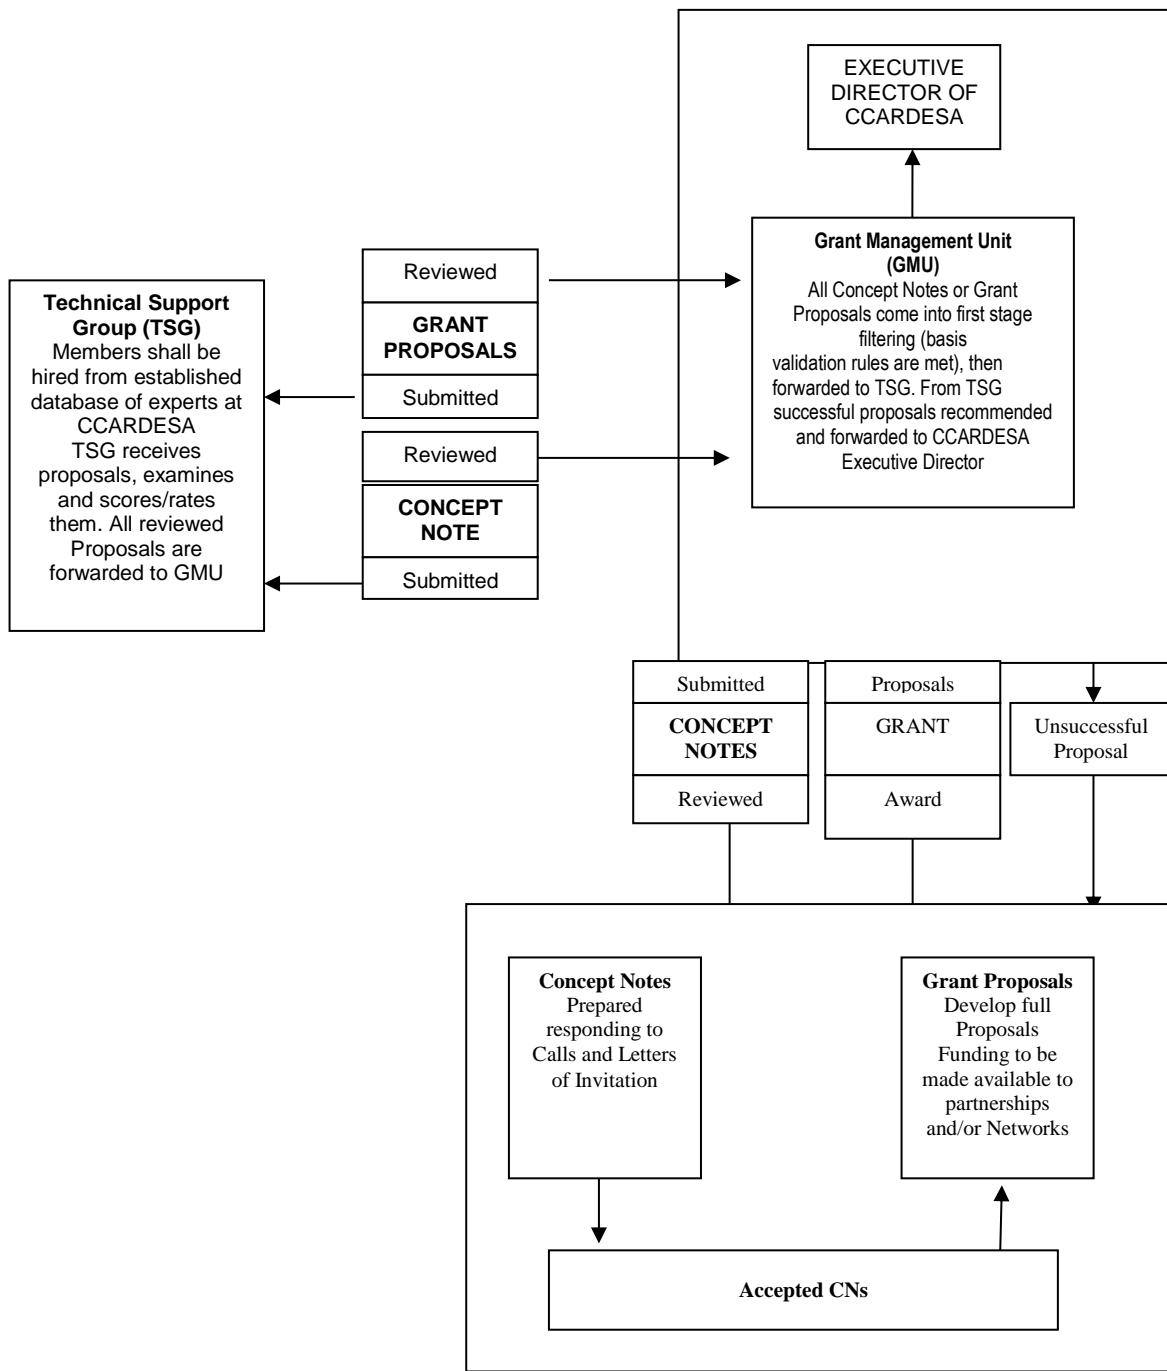 EXECUTIVE
DIRECTOR OF
CCARDESA
Grant Management Unit
(GMU)
All Concept Notes or Grant
Proposals come into first stage
filtering (basis
validation rules are met), then
forwarded to TSG. From TSG
successful proposals recommended
and forwarded to CCARDESA
Executive Director
Reviewed
GRANT
PROPOSALS
Submitted
Reviewed
CONCEPT
NOTE
Submitted
Technical Support
Group (TSG)
Members shall be
hired from established
database of experts at
CCARDESA
TSG receives
proposals, examines
and scores/rates
them. All reviewed
Proposals are
forwarded to GMU
Submitted
CONCEPT
NOTES
Reviewed
Proposals
GRANT
Award
Unsuccessful
Proposal
Concept Notes
Prepared
responding to
Calls and Letters
of Invitation
Grant Proposals
Develop full
Proposals
Funding to be
made available to
partnerships
and/or Networks
Accepted CNs